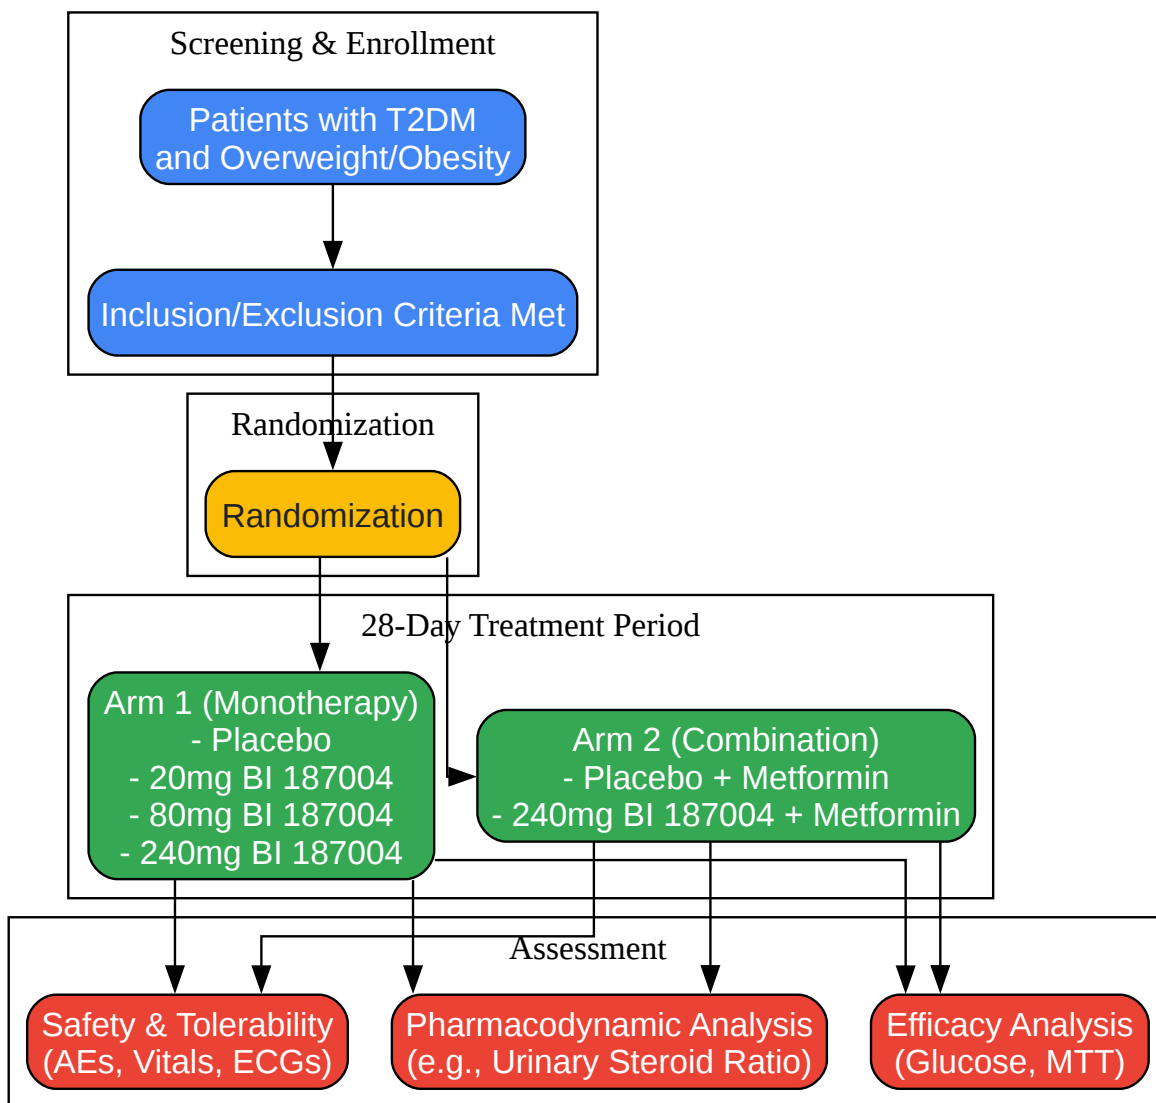 Screening & Enrollment
Patients with T2DM
and Overweight/Obesity
Inclusion/Exclusion Criteria Met
Randomization
Randomization
28-Day Treatment Period
Arm 1 (Monotherapy)
- Placebo
- 20mg BI 187004
- 80mg BI 187004
- 240mg BI 187004
Arm 2 (Combination)
- Placebo + Metformin
- 240mg BI 187004 + Metformin
Assessment
Safety & Tolerability
(AEs, Vitals, ECGs)
Pharmacodynamic Analysis
(e.g., Urinary Steroid Ratio)
Efficacy Analysis
(Glucose, MTT)